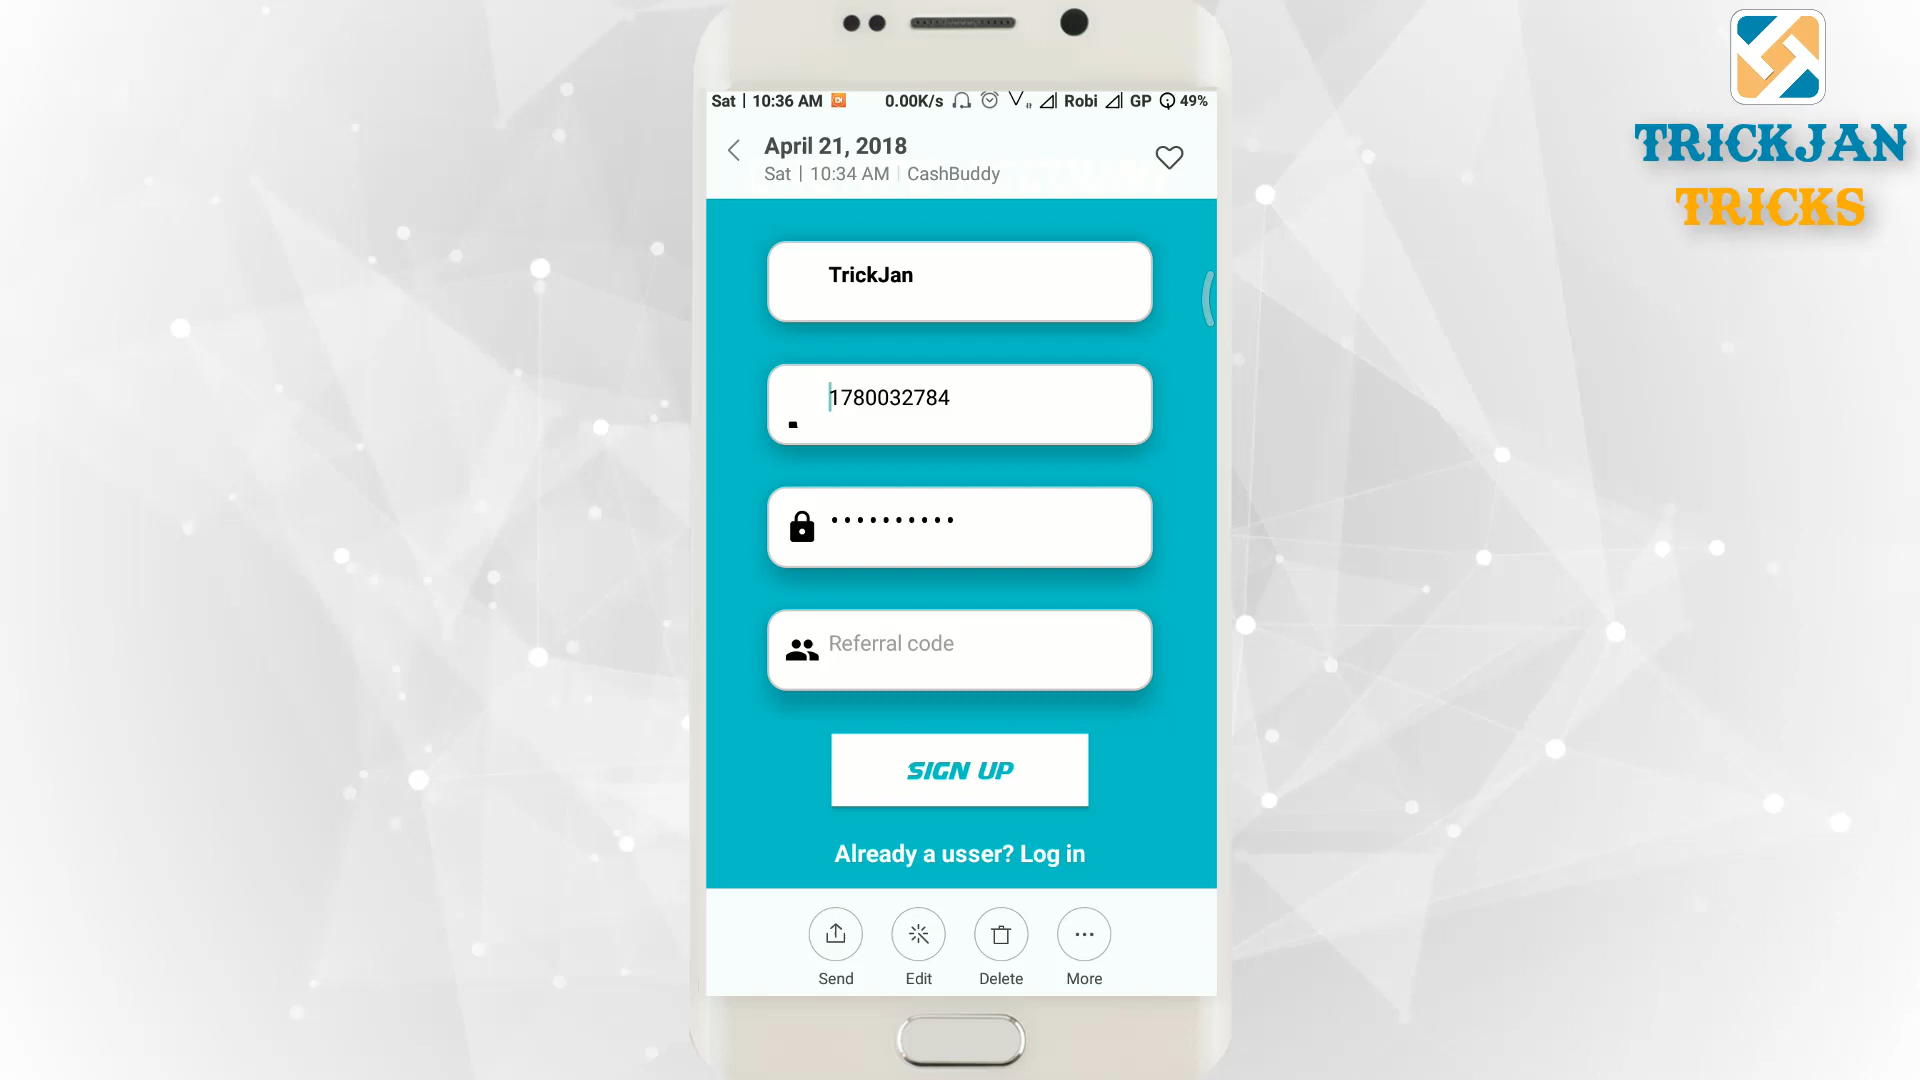 Sat | 10:36 AM 0.00K/s Robi GP 49%
TRICKJAN
TRICKS
April 21, 2018
Sat | 10:34 AM | CashBuddy
TrickJan
1780032784
••••••••••
Referral code
SIGN UP
Already a usser? Log in
Send Edit Delete More